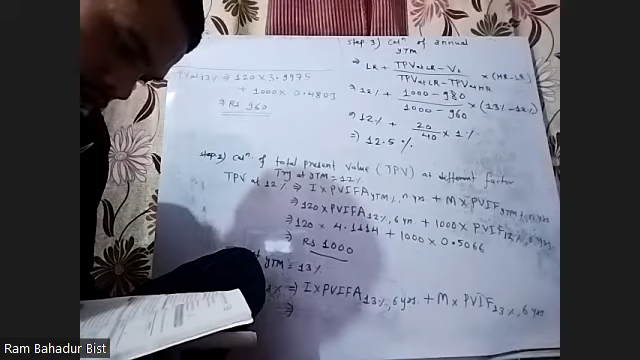 TPV at 13% ⇒ 120 × 3.9975
+ 1000 × 0.4803
⇒ Rs 960
step 3) caln of annual
YTM
⇒ LR + TPV at LR - V0 / TPV at LR - TPV at HR × (HR - LR)
⇒ 12% + 1000 - 980 / 1000 - 960 × (13% - 12%)
⇒ 12% + 20 / 40 × 1%
⇒ 12.5%
step 2) caln of total present value (TPV) at different factor
at YTM = 12%
TPV at 12% ⇒ I × PVIFA YTM%, n yrs + M × PVIF YTM%, n yrs
⇒ 120 × PVIFA 12%, 6 yrs. + 1000 × PVIF 12%, 6 yrs.
⇒ 120 × 4.1114 + 1000 × 0.5066
⇒ Rs 1000
YTM = 13%
⇒ I × PVIFA 13%, 6 yrs. + M × PVIF 13%, 6 yrs
⇒
Ram Bahadur Bist